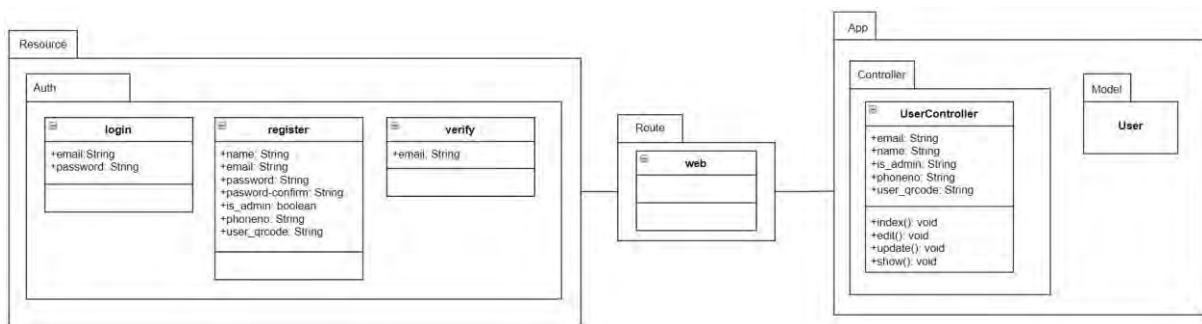 Resource
Auth
login
+email:String
+password: String
register
+name: String
+email: String
+password: String
+pasword-confirm: String
+is_admin: boolean
+phoneno: String
+user_qrcode: String
verify
+email: String
Route
web
App
Controller
UserController
+email: String
+name: String
+is_admin: String
+phoneno: String
+user_qrcode: String
+index(): void
+edit(): void
+update(): void
+show(): void
Model
User